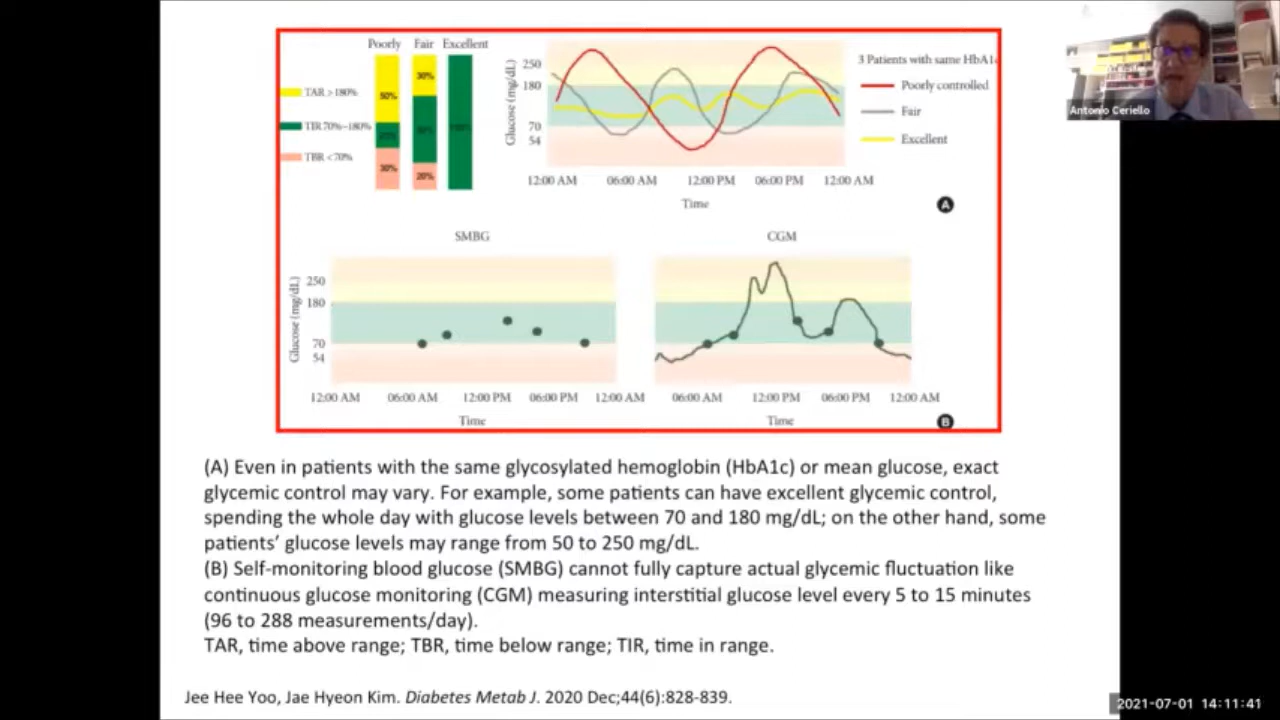 Poorly Fair Excellent
TAR >180%
TIR 70%~180%
TBR <70%
50%
30%
30%
20%
Glucose (mg/dL)
250
180
70
54
12:00 AM 06:00 AM 12:00 PM 06:00 PM 12:00 AM
Time
3 Patients with same HbA1c
Poorly controlled
Fair
Excellent
A
SMBG
Glucose (mg/dL)
250
180
70
54
12:00 AM 06:00 AM 12:00 PM 06:00 PM 12:00 AM
Time
CGM
06:00 AM 12:00 PM 06:00 PM 12:00 AM
Time
B
(A) Even in patients with the same glycosylated hemoglobin (HbA1c) or mean glucose, exact
glycemic control may vary. For example, some patients can have excellent glycemic control,
spending the whole day with glucose levels between 70 and 180 mg/dL; on the other hand, some
patients' glucose levels may range from 50 to 250 mg/dL.
(B) Self-monitoring blood glucose (SMBG) cannot fully capture actual glycemic fluctuation like
continuous glucose monitoring (CGM) measuring interstitial glucose level every 5 to 15 minutes
(96 to 288 measurements/day).
TAR, time above range; TBR, time below range; TIR, time in range.
Jee Hee Yoo, Jae Hyeon Kim. Diabetes Metab J. 2020 Dec;44(6):828-839.
Antonio Ceriello
2021-07-01 14:11:41